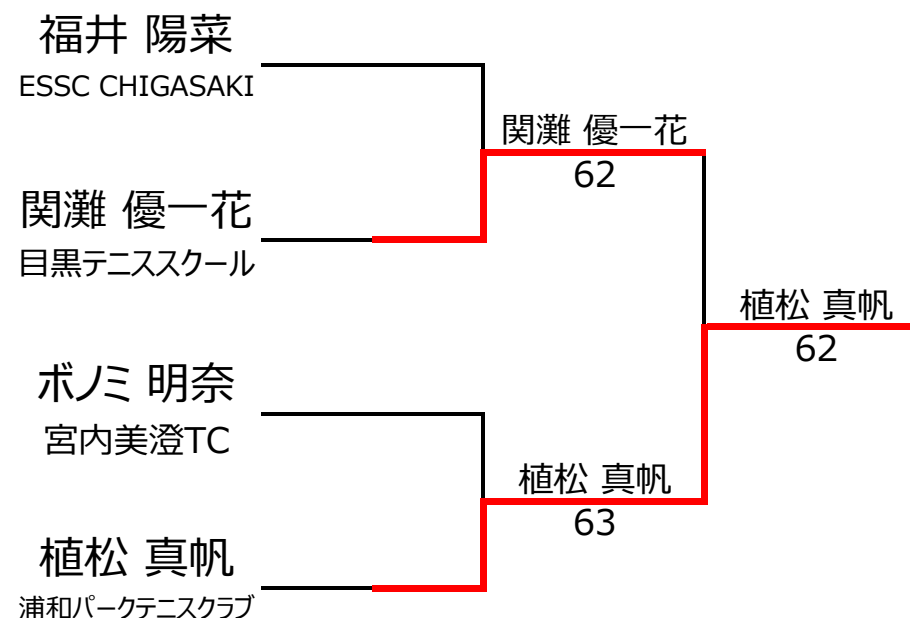 福井 陽菜
ESSC CHIGASAKI
関灘 優一花
62
関灘 優一花
目黒テニススクール
植松 真帆
62
ボノミ 明奈
宮内美澄TC
植松 真帆
63
植松 真帆
浦和パークテニスクラブ